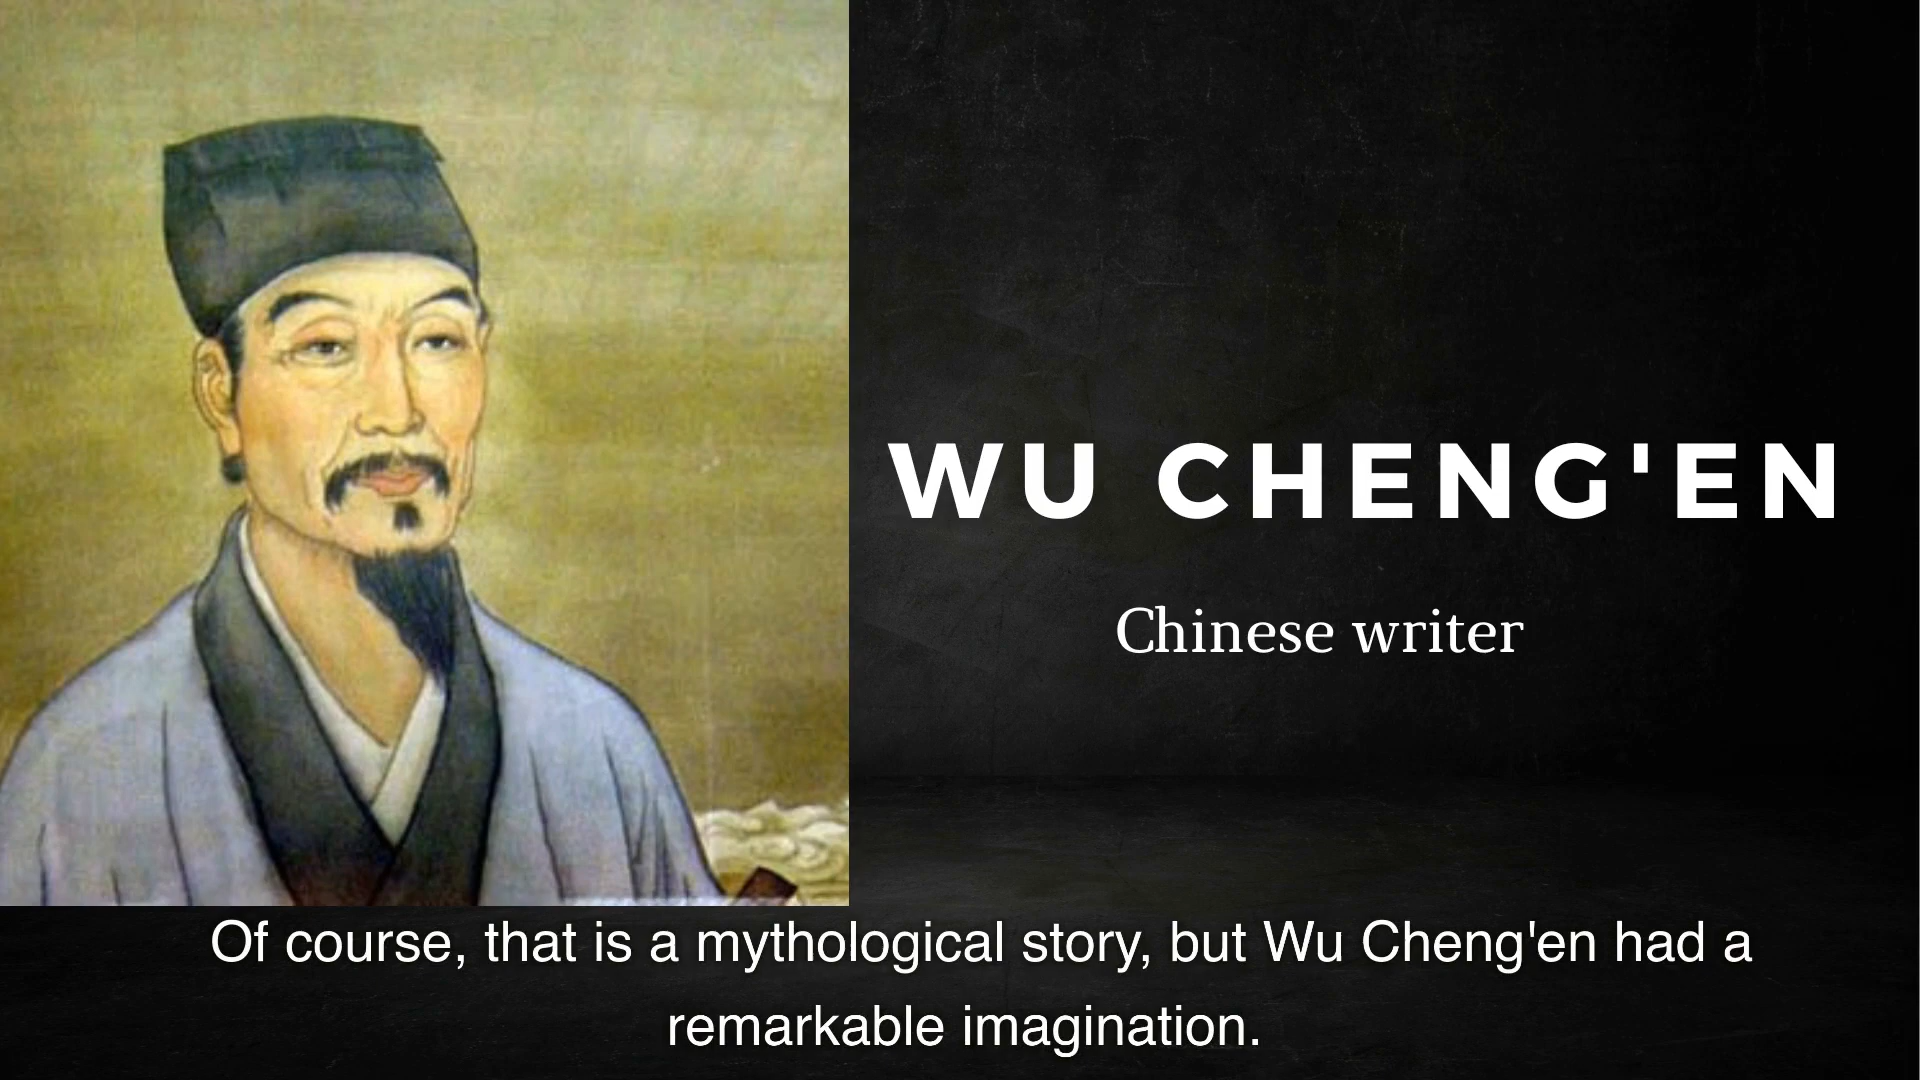 WU CHENG'EN
Chinese writer
Of course, that is a mythological story, but Wu Cheng'en had a
remarkable imagination.